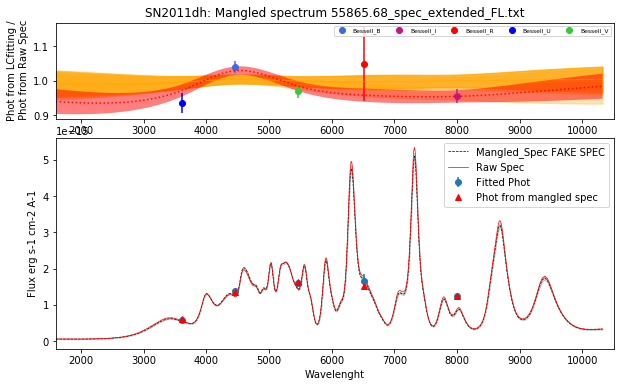 SN2011dh: Mangled spectrum 55865.68_spec_extended_FL.txt
Phot from LCfitting /
Phot from Raw Spec
1.1
1.0
0.9
Bessell_B
Bessell_I
Bessell_R
Bessell_U
Bessell_V
2000 3000 4000 5000 6000 7000 8000 9000 10000
Flux erg s-1 cm-2 A-1
5
4
3
2
1
0
Mangled_Spec FAKE SPEC
Raw Spec
Fitted Phot
Phot from mangled spec
2000 3000 4000 5000 6000 7000 8000 9000 10000
Wavelenght